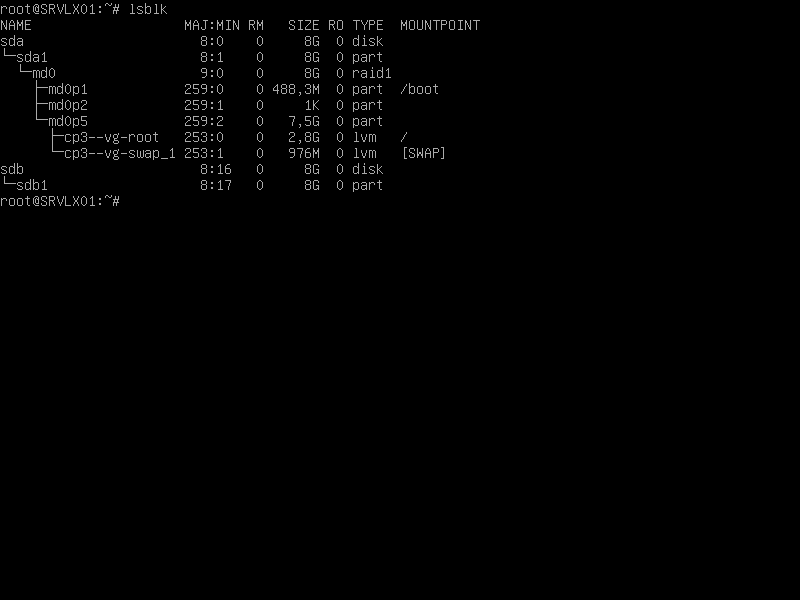 root@SRVLX01:~# lsblk
NAME                   MAJ:MIN RM   SIZE RO TYPE  MOUNTPOINT
sda                      8:0    0     8G  0 disk
└─sda1                   8:1    0     8G  0 part
  └─md0                  9:0    0     8G  0 raid1
    ├─md0p1            259:0    0 488,3M  0 part  /boot
    ├─md0p2            259:1    0     1K  0 part
    └─md0p5            259:2    0   7,5G  0 part
      ├─cp3--vg-root   253:0    0   2,8G  0 lvm   /
      └─cp3--vg-swap_1 253:1    0   976M  0 lvm   [SWAP]
sdb                      8:16   0     8G  0 disk
└─sdb1                   8:17   0     8G  0 part
root@SRVLX01:~#